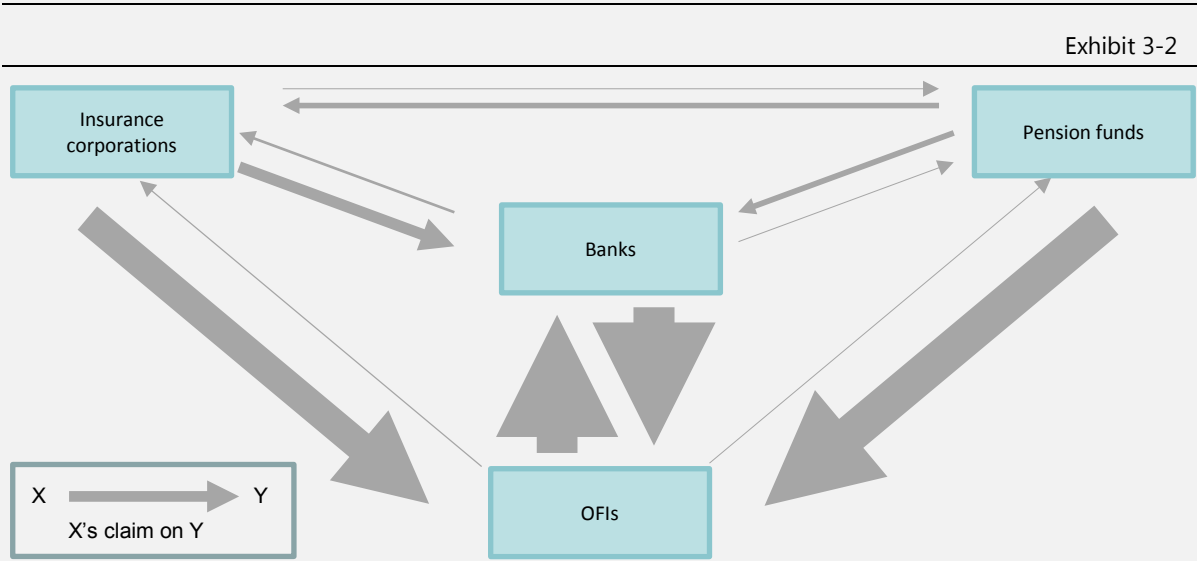 Exhibit 3-2
Insurance
corporations
Pension funds
Banks
OFIs
X Y
X's claim on Y